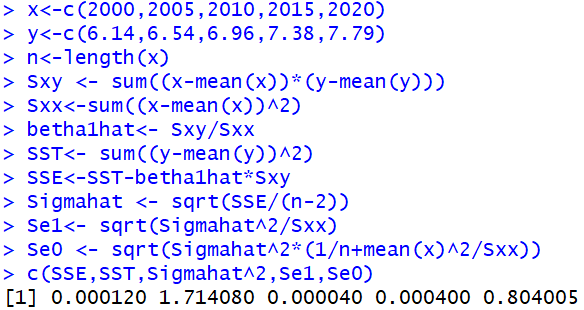 > x<-c(2000,2005,2010,2015,2020)
> y<-c(6.14,6.54,6.96,7.38,7.79)
> n<-length(x)
> Sxy <- sum((x-mean(x))*(y-mean(y)))
> Sxx<-sum((x-mean(x))^2)
> betha1hat<- Sxy/Sxx
> SST<- sum((y-mean(y))^2)
> SSE<-SST-betha1hat*Sxy
> Sigmahat <- sqrt(SSE/(n-2))
> Se1<- sqrt(Sigmahat^2/Sxx)
> Se0 <- sqrt(Sigmahat^2*(1/n+mean(x)^2/Sxx))
> c(SSE,SST,Sigmahat^2,Se1,Se0)
[1] 0.000120 1.714080 0.000040 0.000400 0.804005